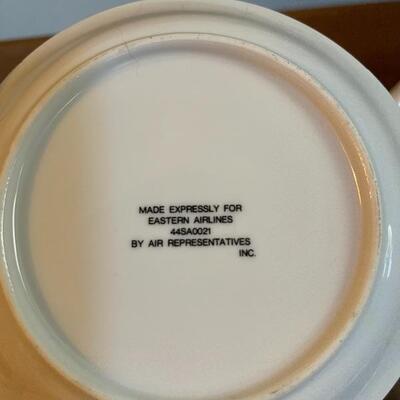 MADE EXPRESSLY FOR
EASTERN AIRLINES
44SA0021
BY AIR REPRESENTATIVES
INC.